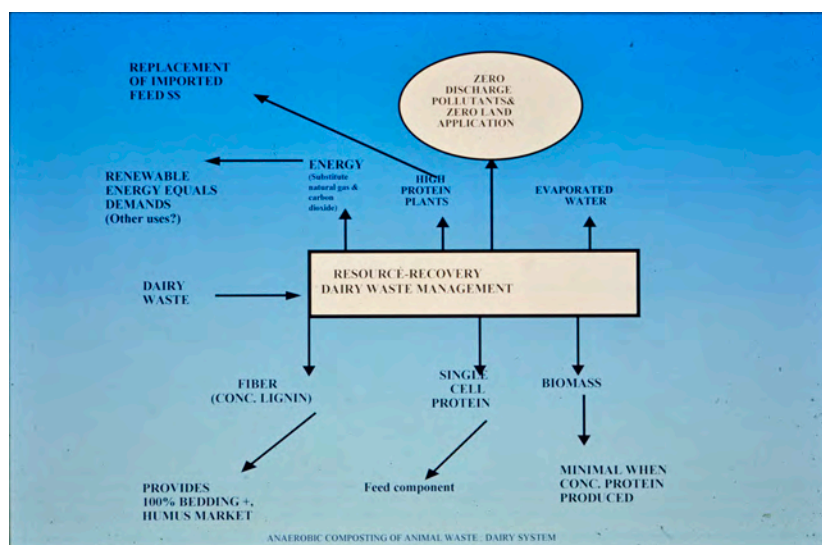 REPLACEMENT
OF IMPORTED
FEED $$
ZERO
DISCHARGE
POLLUTANTS&
ZERO LAND
APPLICATION
RENEWABLE
ENERGY EQUALS
DEMANDS
(Other uses?)
ENERGY
(Substitute
natural gas &
carbon
dioxide)
HIGH
PROTEIN
PLANTS
EVAPORATED
WATER
DAIRY
WASTE
RESOURCE-RECOVERY
DAIRY WASTE MANAGEMENT
FIBER
(CONC. LIGNIN)
SINGLE
CELL
PROTEIN
BIOMASS
PROVIDES
100% BEDDING +,
HUMUS MARKET
Feed component
MINIMAL WHEN
CONC. PROTEIN
PRODUCED
ANAEROBIC COMPOSTING OF ANIMAL WASTE : DAIRY SYSTEM